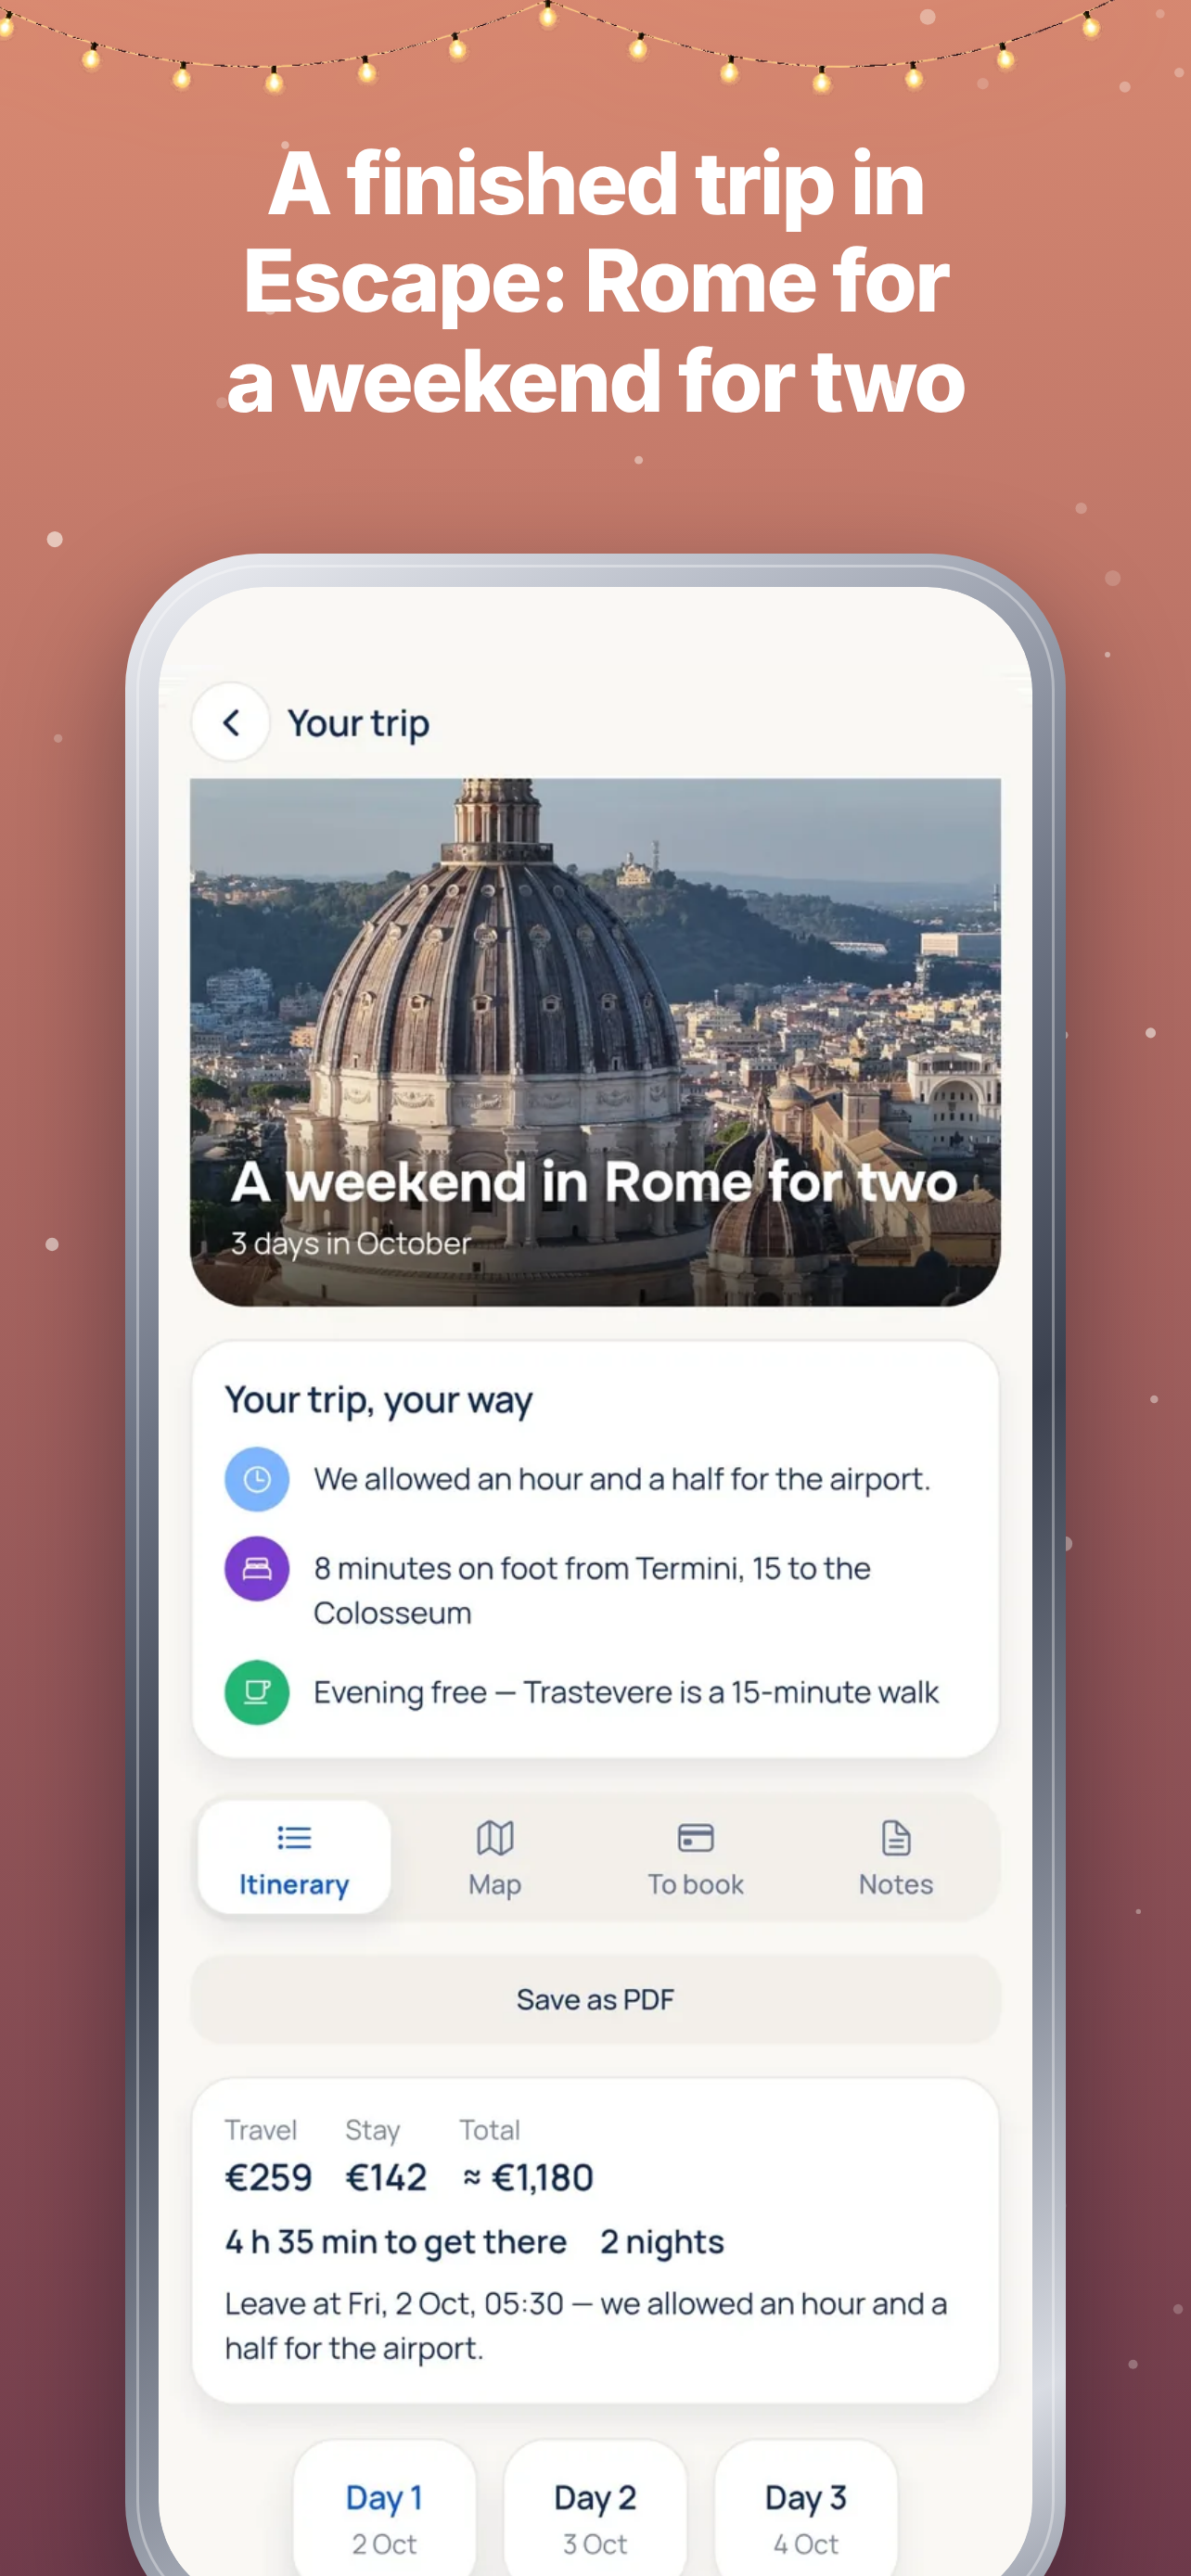 A finished trip in
Escape: Rome for
a weekend for two
Your trip
A weekend in Rome for two
3 days in October
Your trip, your way
We allowed an hour and a half for the airport.
8 minutes on foot from Termini, 15 to the
Colosseum
Evening free — Trastevere is a 15-minute walk
Itinerary Map To book Notes
Save as PDF
Travel Stay Total
€259 €142 ≈ €1,180
4 h 35 min to get there 2 nights
Leave at Fri, 2 Oct, 05:30 — we allowed an hour and a
half for the airport.
Day 1 Day 2 Day 3
2 Oct 3 Oct 4 Oct